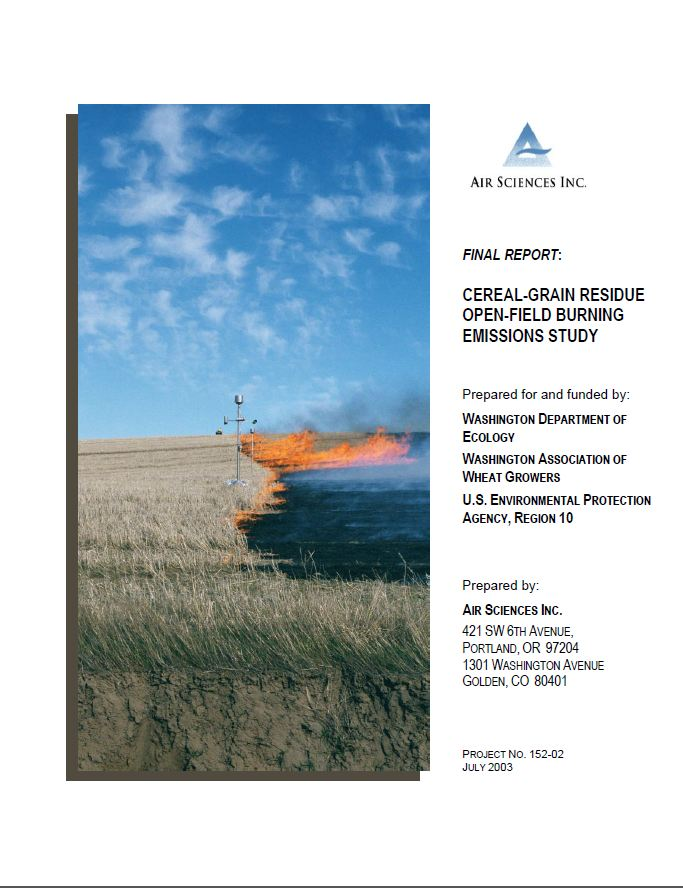 AIR SCIENCES INC.
FINAL REPORT:
CEREAL-GRAIN RESIDUE
OPEN-FIELD BURNING
EMISSIONS STUDY
Prepared for and funded by:
WASHINGTON DEPARTMENT OF
ECOLOGY
WASHINGTON ASSOCIATION OF
WHEAT GROWERS
U.S. ENVIRONMENTAL PROTECTION
AGENCY, REGION 10
Prepared by:
AIR SCIENCES INC.
421 SW 6TH AVENUE,
PORTLAND, OR 97204
1301 WASHINGTON AVENUE
GOLDEN, CO 80401
PROJECT NO. 152-02
JULY 2003